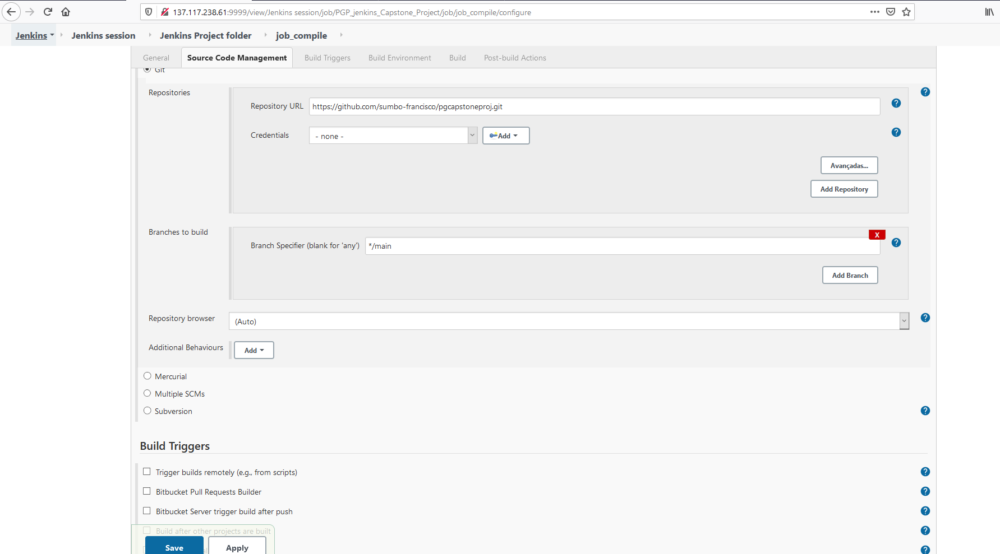 137.117.238.61:9999/view/Jenkins session/job/PGP_jenkins_Capstone_Project/job/job_compile/configure
Jenkins Jenkins session Jenkins Project folder job_compile
General Source Code Management Build Triggers Build Environment Build Post-build Actions
Git
Repositories
Repository URL https://github.com/sumbo-francisco/pgcapstoneproj.git
Credentials - none - Add
Avançadas...
Add Repository
Branches to build
X
Branch Specifier (blank for 'any') */main
Add Branch
Repository browser (Auto)
Additional Behaviours Add
Mercurial
Multiple SCMs
Subversion
Build Triggers
Trigger builds remotely (e.g., from scripts)
Bitbucket Pull Requests Builder
Bitbucket Server trigger build after push
Build after other projects are built
Save Apply